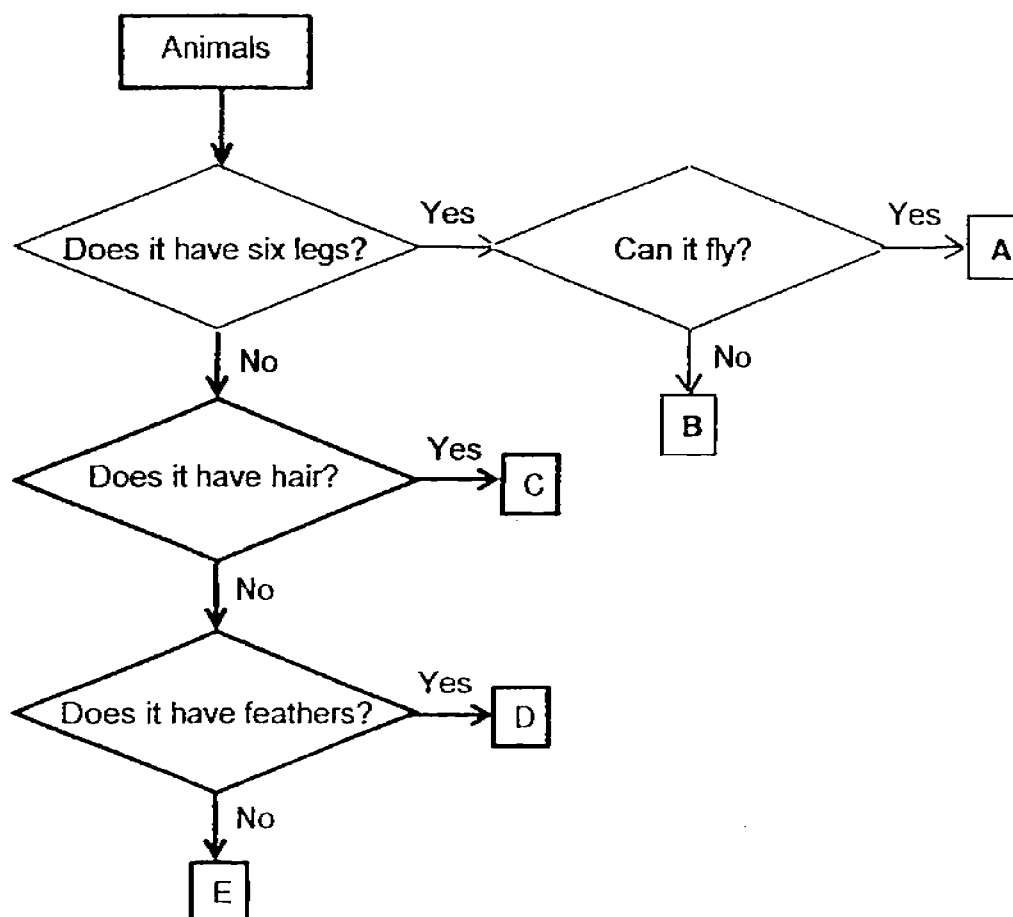 Animals
Does it have six legs?
Yes
Can it fly?
Yes
A
No
B
No
Does it have hair?
Yes
C
No
Does it have feathers?
Yes
D
No
E